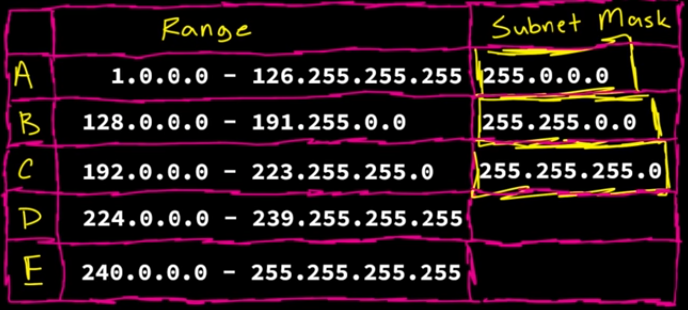 Range Subnet Mask
A 1.0.0.0 - 126.255.255.255 255.0.0.0
B 128.0.0.0 - 191.255.0.0 255.255.0.0
C 192.0.0.0 - 223.255.255.0 255.255.255.0
D 224.0.0.0 - 239.255.255.255
E 240.0.0.0 - 255.255.255.255